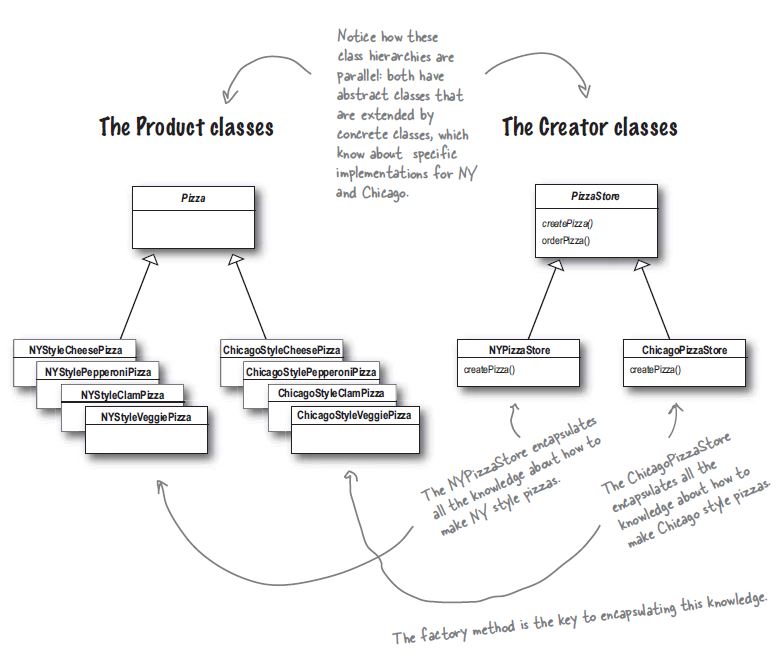 Notice how these
class hierarchies are
parallel: both have
abstract classes that
are extended by
concrete classes, which
know about specific
implementations for NY
and Chicago.
The Product classes
The Creator classes
Pizza
PizzaStore
createPizza()
orderPizza()
NYStyleCheesePizza
NYStylePepperoniPizza
NYStyleClamPizza
NYStyleVeggiePizza
ChicagoStyleCheesePizza
ChicagoStylePepperoniPizza
ChicagoStyleClamPizza
ChicagoStyleVeggiePizza
NYPizzaStore
createPizza()
ChicagoPizzaStore
createPizza()
The NYPizzaStore encapsulates
all the knowledge about how to
make NY style pizzas.
The ChicagoPizzaStore
encapsulates all the
knowledge about how to
make Chicago style pizzas.
The factory method is the key to encapsulating this knowledge.